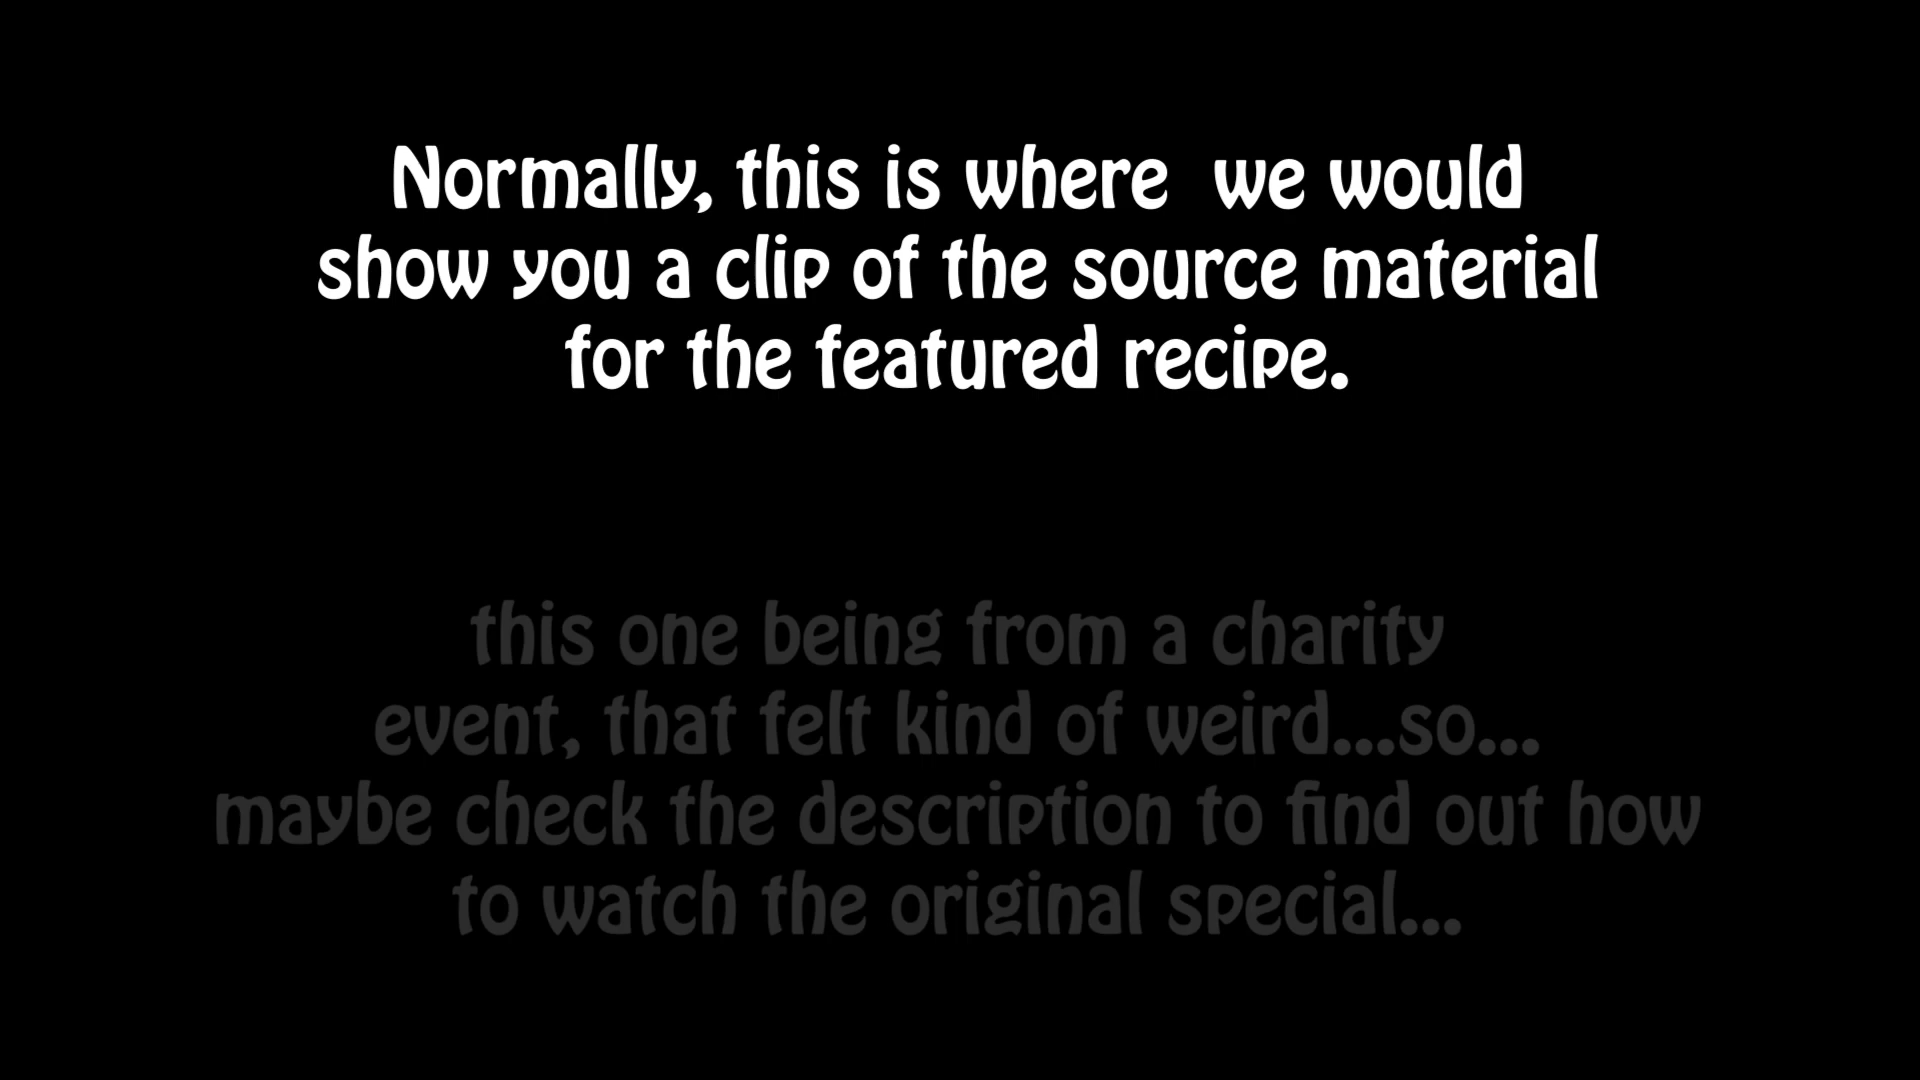 Normally, this is where  we would
show you a clip of the source material
for the featured recipe.
this one being from a charity
event, that felt kind of weird...so...
maybe check the description to find out how
to watch the original special...